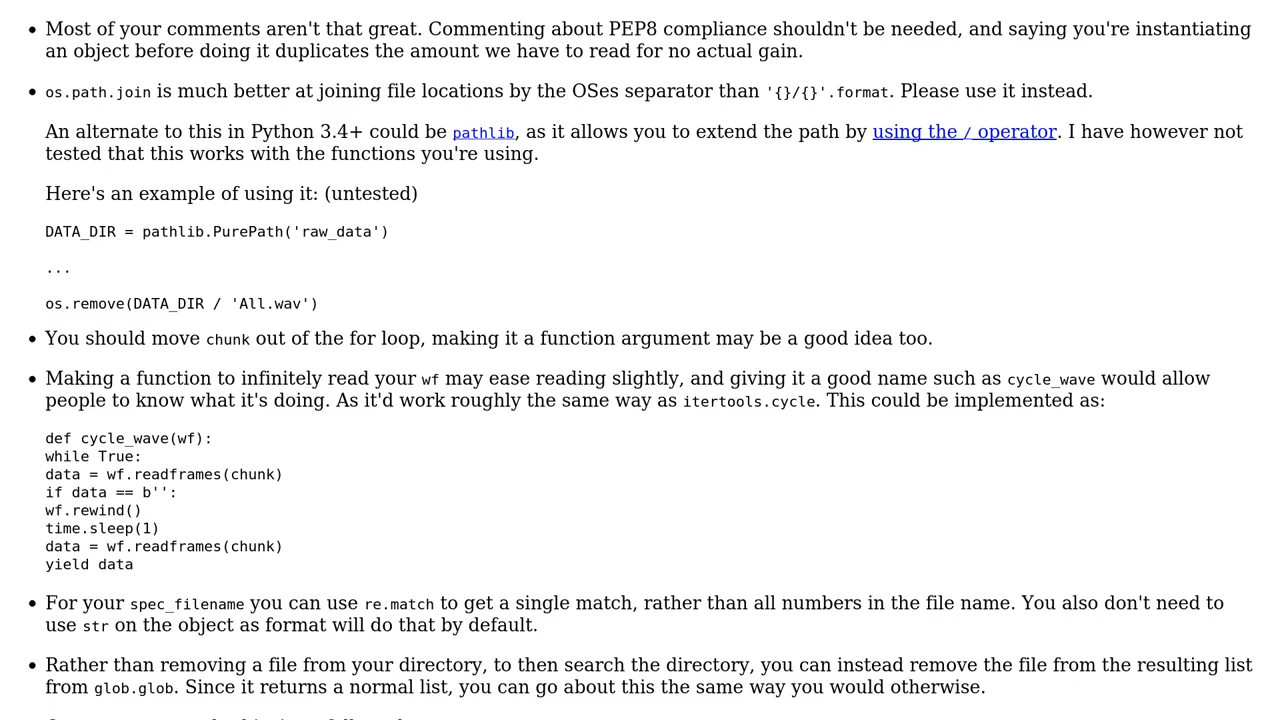 Most of your comments aren't that great. Commenting about PEP8 compliance shouldn't be needed, and saying you're instantiating
an object before doing it duplicates the amount we have to read for no actual gain.
os.path.join is much better at joining file locations by the OSes separator than '{}/{}'.format. Please use it instead.
An alternate to this in Python 3.4+ could be pathlib, as it allows you to extend the path by using the / operator. I have however not
tested that this works with the functions you're using.
Here's an example of using it: (untested)
DATA_DIR = pathlib.PurePath('raw_data')
...
os.remove(DATA_DIR / 'All.wav')
You should move chunk out of the for loop, making it a function argument may be a good idea too.
Making a function to infinitely read your wf may ease reading slightly, and giving it a good name such as cycle_wave would allow
people to know what it's doing. As it'd work roughly the same way as itertools.cycle. This could be implemented as:
def cycle_wave(wf):
while True:
data = wf.readframes(chunk)
if data == b'':
wf.rewind()
time.sleep(1)
data = wf.readframes(chunk)
yield data
For your spec_filename you can use re.match to get a single match, rather than all numbers in the file name. You also don't need to
use str on the object as format will do that by default.
Rather than removing a file from your directory, to then search the directory, you can instead remove the file from the resulting list
from glob.glob. Since it returns a normal list, you can go about this the same way you would otherwise.